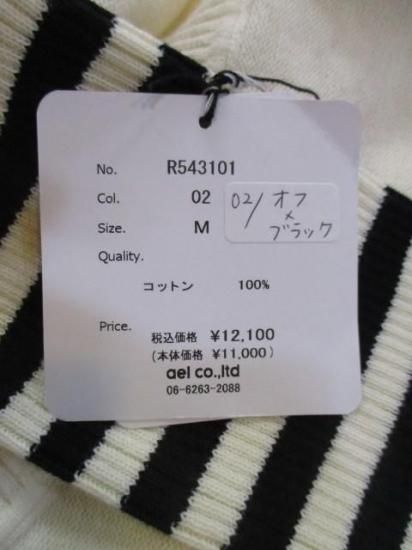 No. R543101
Col. 02
02/オフ
×
ブラック
Size. M
Quality.
コットン 100%
Price.
税込価格 ¥12,100
(本体価格 ¥11,000)
ael co.,ltd
06-6263-2088